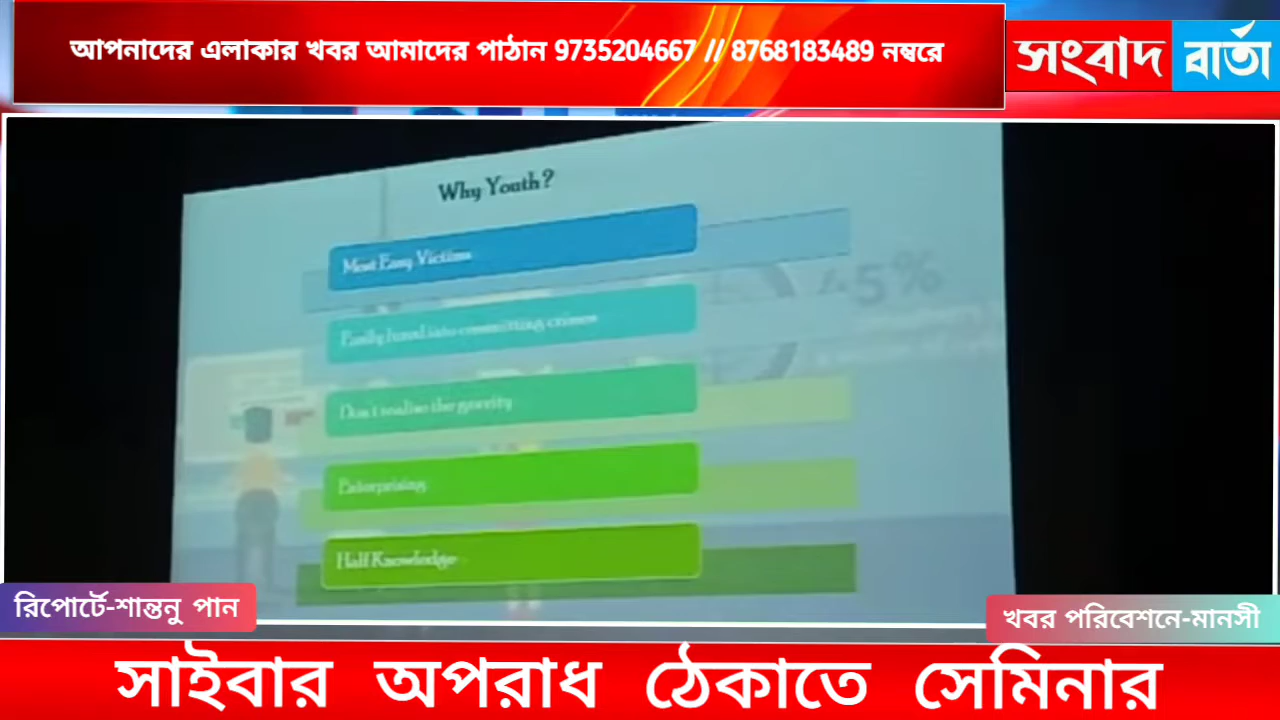 আপনাদের এলাকার খবর আমাদের পাঠান 9735204667 // 8768183489 নম্বরে
সংবাদ বার্তা
Why Youth?
Most Easy Victims
Easily lured into committing crimes
Don't realise the gravity
Enterprising
Half Knowledge
45%
রিপোর্টে-শান্তনু পান
খবর পরিবেশনে-মানসী
সাইবার অপরাধ ঠেকাতে সেমিনার